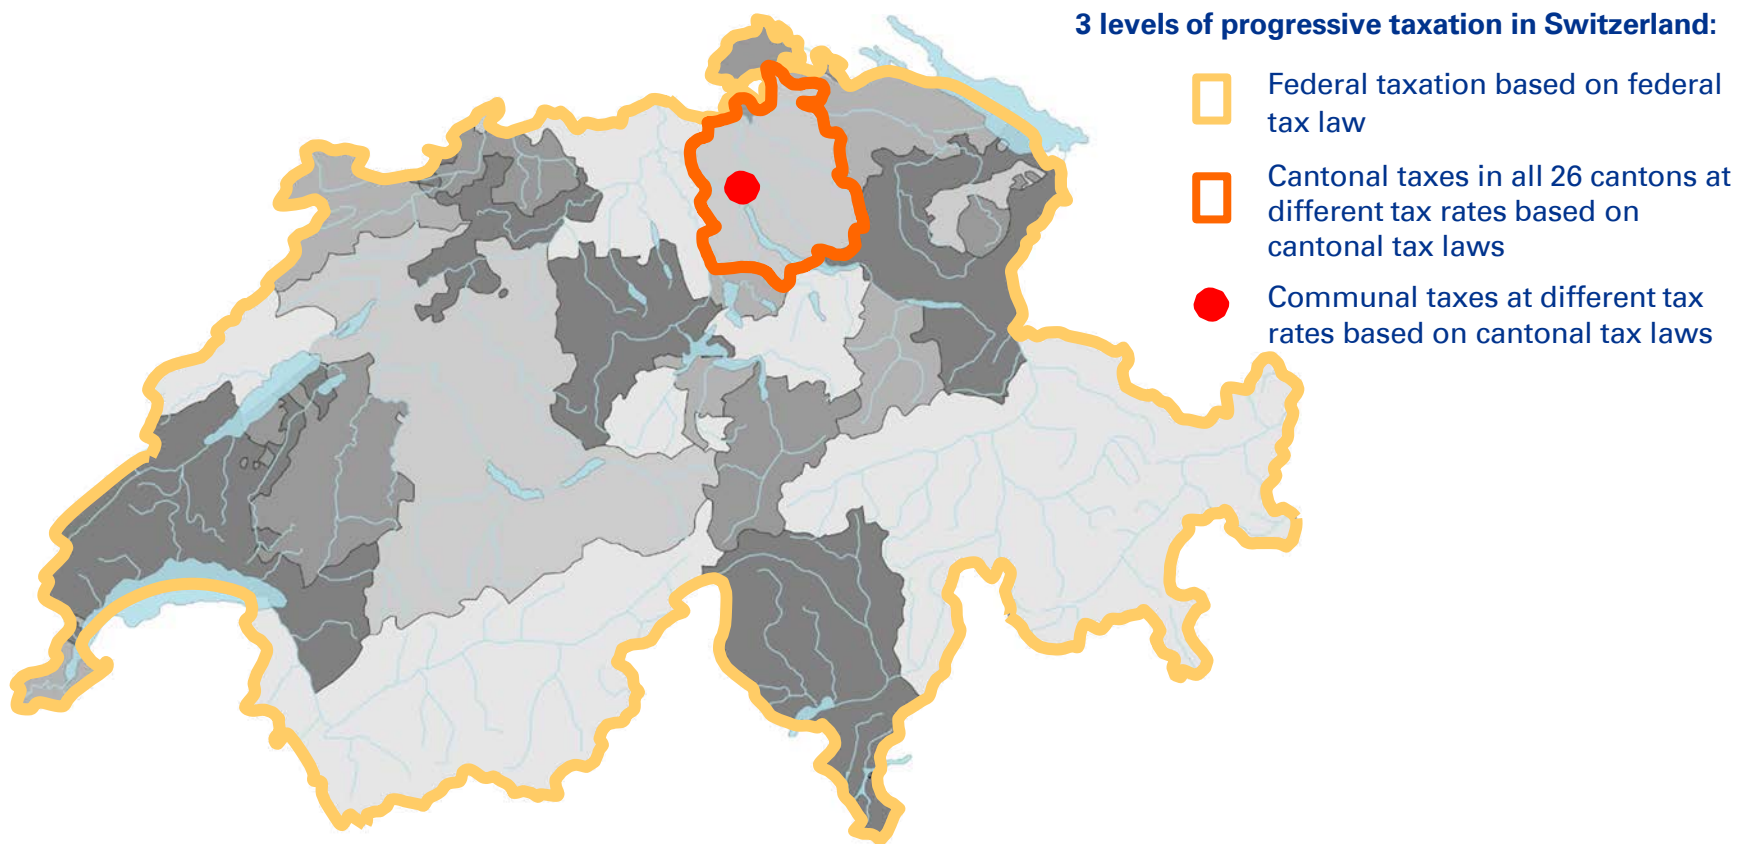 3 levels of progressive taxation in Switzerland:
Federal taxation based on federal
tax law
Cantonal taxes in all 26 cantons at
different tax rates based on
cantonal tax laws
Communal taxes at different tax
rates based on cantonal tax laws